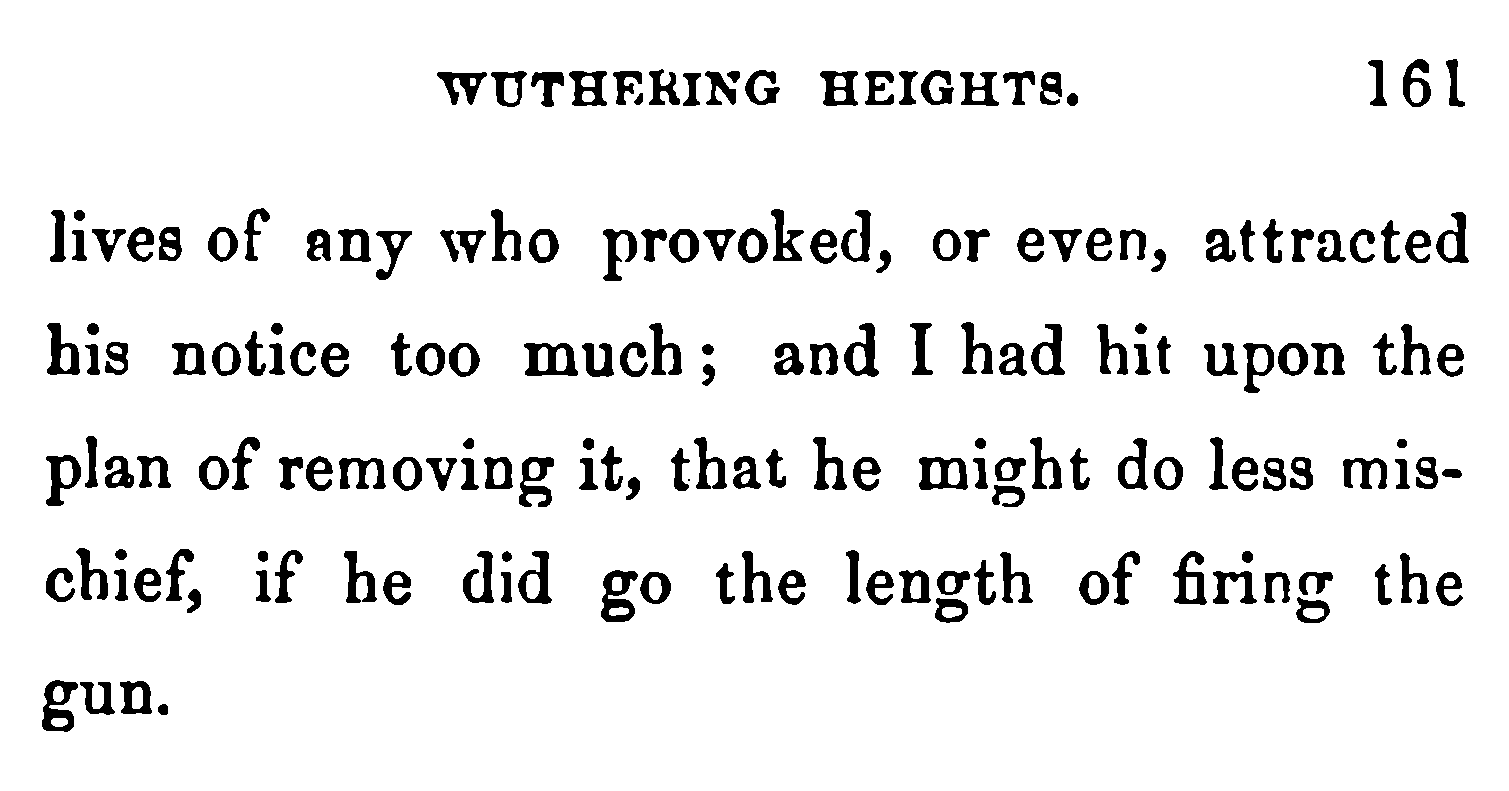 WUTHERING HEIGHTS. 161
lives of any who provoked, or even, attracted
his notice too much; and I had hit upon the
plan of removing it, that he might do less mis-
chief, if he did go the length of firing the
gun.